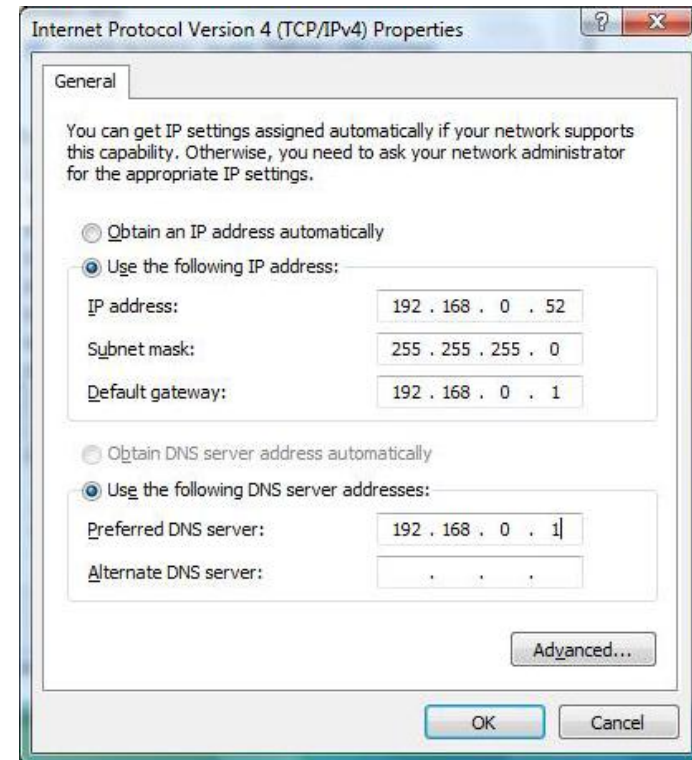 Internet Protocol Version 4 (TCP/IPv4) Properties
General
You can get IP settings assigned automatically if your network supports
this capability. Otherwise, you need to ask your network administrator
for the appropriate IP settings.
Obtain an IP address automatically
Use the following IP address:
IP address: 192 . 168 . 0 . 52
Subnet mask: 255 . 255 . 255 . 0
Default gateway: 192 . 168 . 0 . 1
Obtain DNS server address automatically
Use the following DNS server addresses:
Preferred DNS server: 192 . 168 . 0 . 1
Alternate DNS server: . . .
Advanced...
OK Cancel